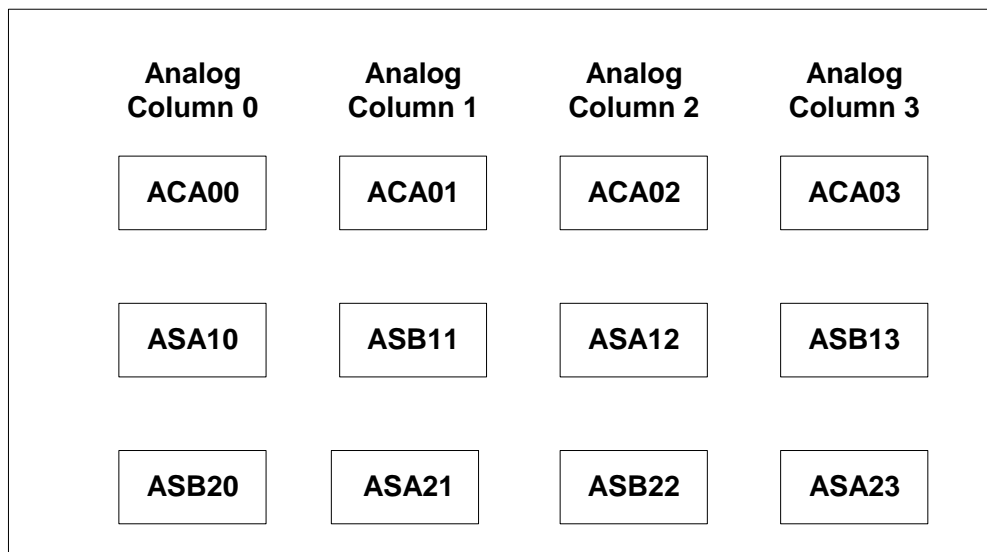 Analog Analog Analog Analog
Column 0 Column 1 Column 2 Column 3
ACA00 ACA01 ACA02 ACA03
ASA10 ASB11 ASA12 ASB13
ASB20 ASA21 ASB22 ASA23